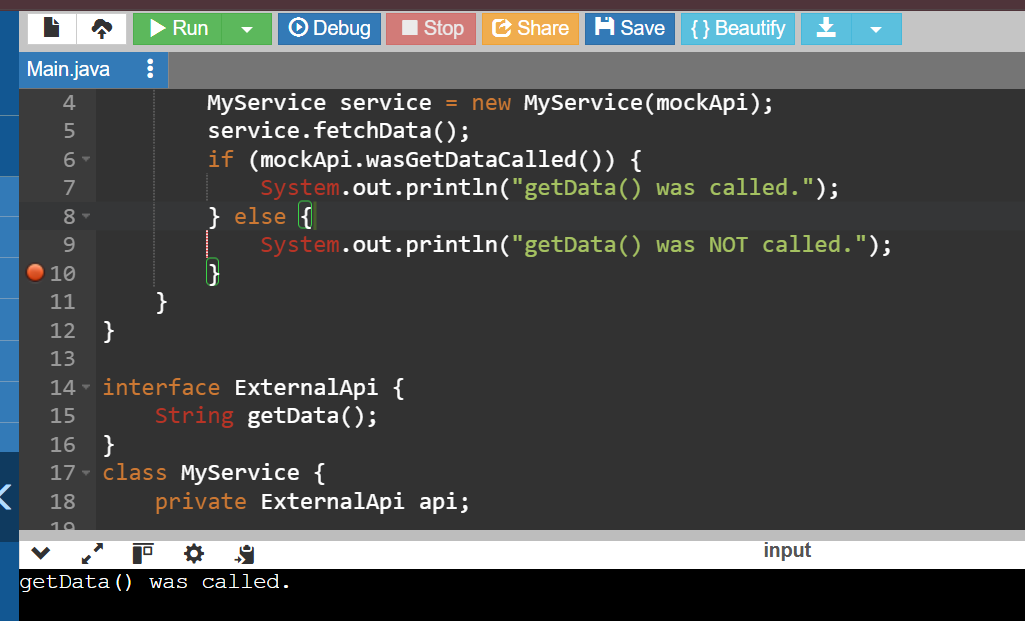 Run Debug Stop Share Save { } Beautify
Main.java
4 MyService service = new MyService(mockApi);
5 service.fetchData();
6 if (mockApi.wasGetDataCalled()) {
7 System.out.println("getData() was called.");
8 } else {
9 System.out.println("getData() was NOT called.");
10 }
11 }
12 }
13
14 interface ExternalApi {
15 String getData();
16 }
17 class MyService {
18 private ExternalApi api;
19
input
getData() was called.